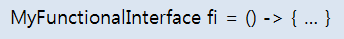 MyFunctionalInterface fi = () -> { ... }